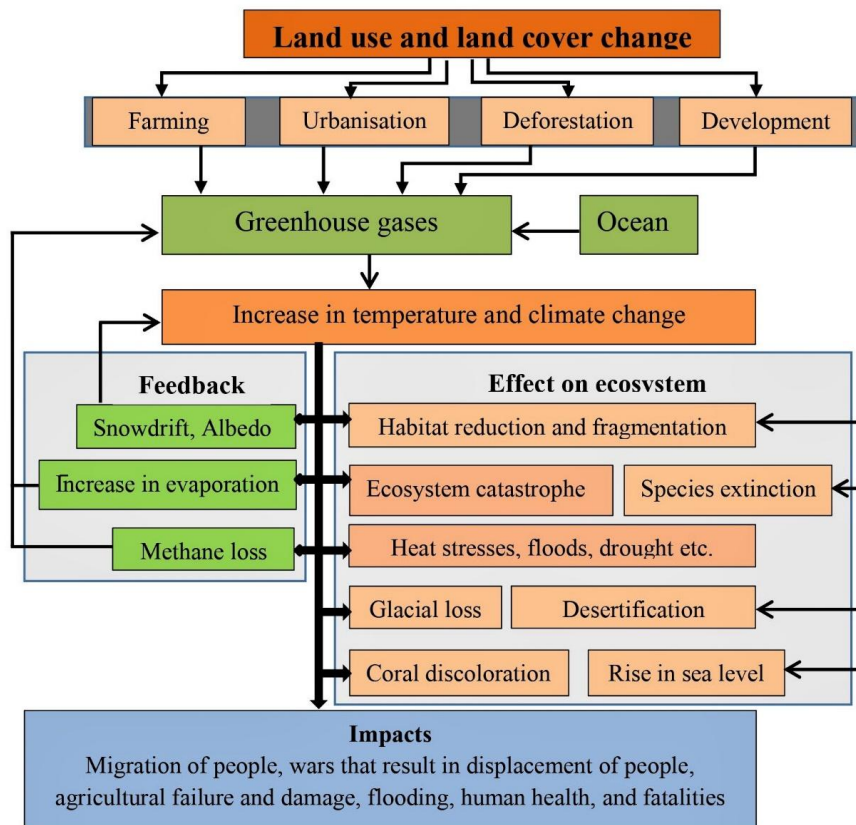 Land use and land cover change
Farming
Urbanisation
Deforestation
Development
Greenhouse gases
Ocean
Increase in temperature and climate change
Feedback
Snowdrift, Albedo
Increase in evaporation
Methane loss
Effect on ecosvstem
Habitat reduction and fragmentation
Ecosystem catastrophe
Species extinction
Heat stresses, floods, drought etc.
Glacial loss
Desertification
Coral discoloration
Rise in sea level
Impacts
Migration of people, wars that result in displacement of people,
agricultural failure and damage, flooding, human health, and fatalities